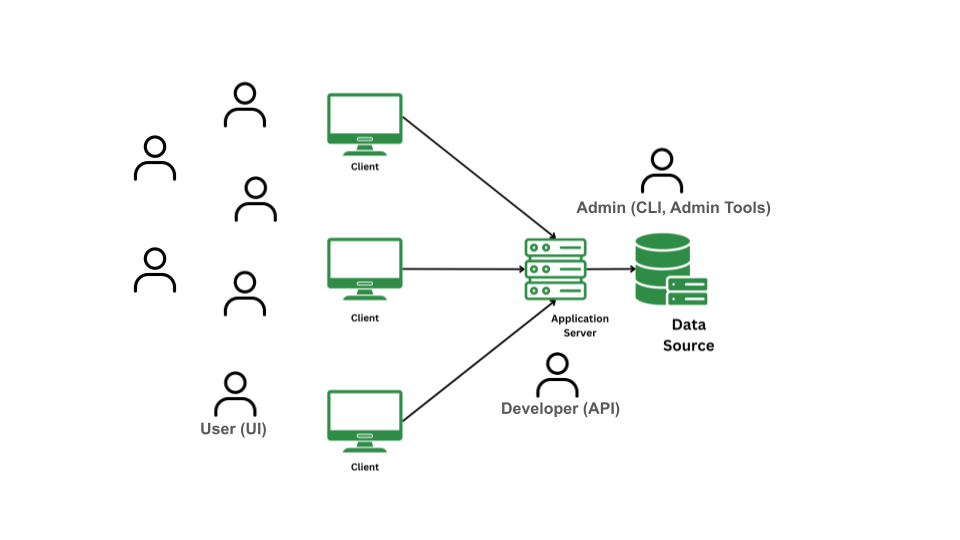 Client
Admin (CLI, Admin Tools)
Client
Application
Server
Data
Source
Developer (API)
User (UI)
Client